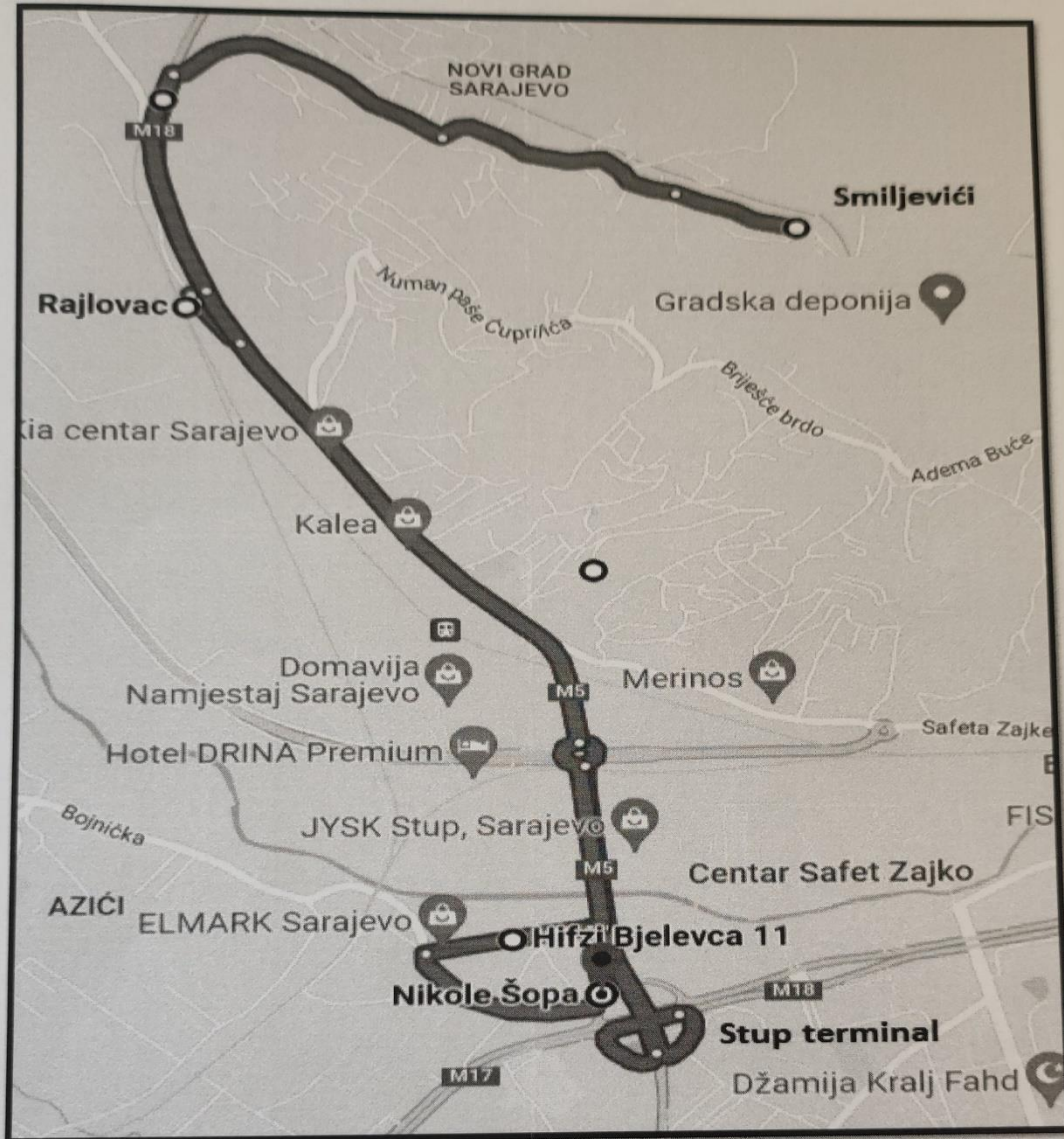 NOVI GRAD
SARAJEVO
M18
Smiljevići
Numan paše Ćuprilića
Rajlovac
Gradska deponija
Briješće brdo
Kia centar Sarajevo
Adema Buće
Kalea
Domavija
Namjestaj Sarajevo
M5
Merinos
Safeta Zajke
Hotel DRINA Premium
Bojnička
JYSK Stup, Sarajevo
FIS
M5
Centar Safet Zajko
AZIĆI
ELMARK Sarajevo
Hifzi Bjelevca 11
Nikole Šopa
M18
Stup terminal
M17
Džamija Kralj Fahd